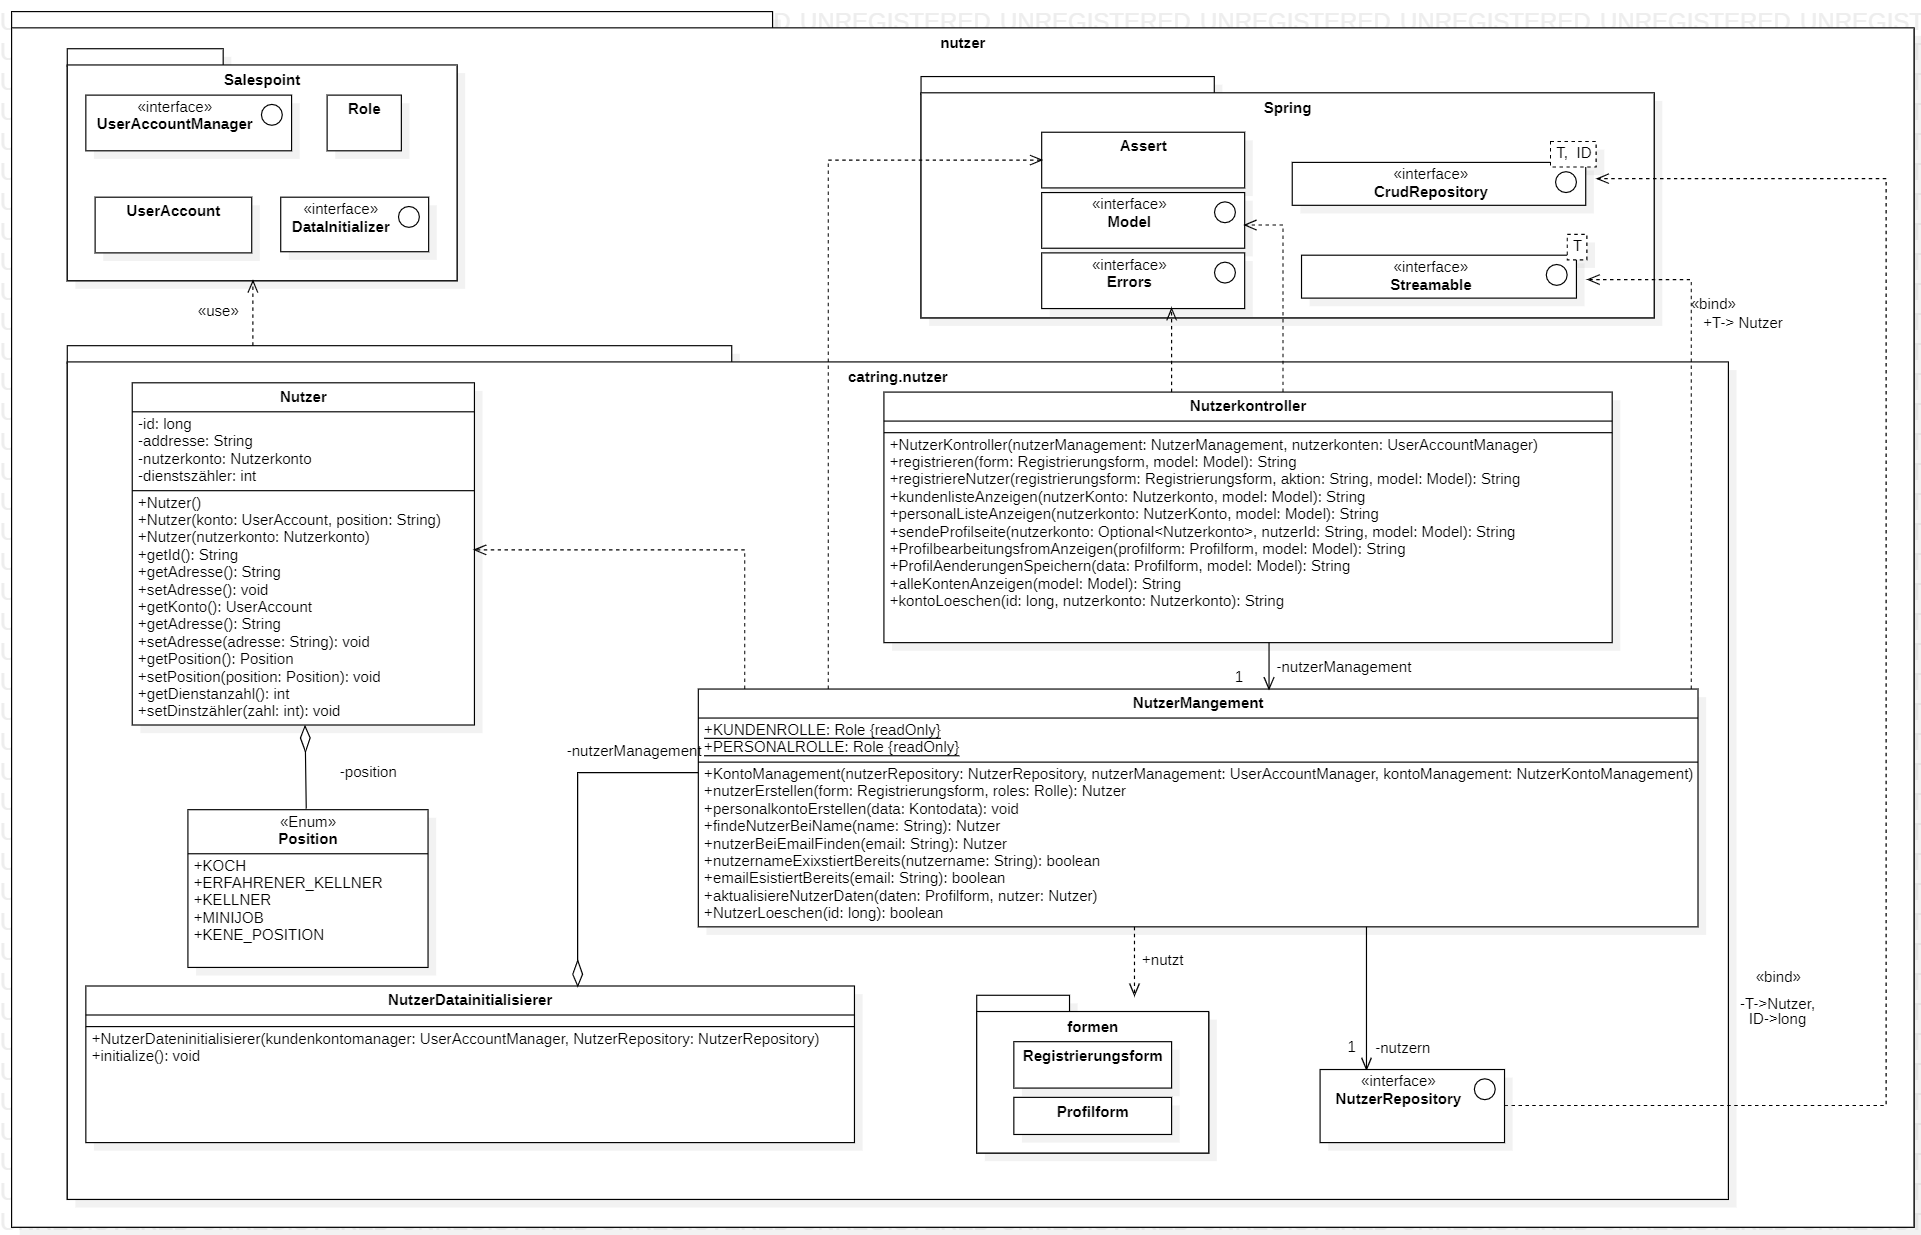 UNREGISTERED UNREGISTERED UNREGISTERED UNREGISTERED UNREGISTERED
nutzer
Salespoint
«interface»
UserAccountManager
Role
UserAccount
«interface»
DataInitializer
«use»
Spring
Assert
«interface»
Model
«interface»
Errors
T, ID
«interface»
CrudRepository
T
«interface»
Streamable
«bind»
+T-> Nutzer
catring.nutzer
Nutzer
-id: long
-addresse: String
-nutzerkonto: Nutzerkonto
-dienstszähler: int
+Nutzer()
+Nutzer(konto: UserAccount, position: String)
+Nutzer(nutzerkonto: Nutzerkonto)
+getId(): String
+getAdresse(): String
+setAdresse(): void
+getKonto(): UserAccount
+getAdresse(): String
+setAdresse(adresse: String): void
+getPosition(): Position
+setPosition(position: Position): void
+getDienstanzahl(): int
+setDinstzähler(zahl: int): void
Nutzerkontroller
+NutzerKontroller(nutzerManagement: NutzerManagement, nutzerkonten: UserAccountManager)
+registrieren(form: Registrierungsform, model: Model): String
+registriereNutzer(registrierungsform: Registrierungsform, aktion: String, model: Model): String
+kundenlisteAnzeigen(nutzerKonto: Nutzerkonto, model: Model): String
+personalListeAnzeigen(nutzerkonto: NutzerKonto, model: Model): String
+sendeProfilseite(nutzerkonto: Optional<Nutzerkonto>, nutzerId: String, model: Model): String
+ProfilbearbeitungsfromAnzeigen(profilform: Profilform, model: Model): String
+ProfilAenderungenSpeichern(data: Profilform, model: Model): String
+alleKontenAnzeigen(model: Model): String
+kontoLoeschen(id: long, nutzerkonto: Nutzerkonto): String
-nutzerManagement
1
NutzerMangement
+KUNDENROLLE: Role {readOnly}
+PERSONALROLLE: Role {readOnly}
+KontoManagement(nutzerRepository: NutzerRepository, nutzerManagement: UserAccountManager, kontoManagement: NutzerKontoManagement)
+nutzerErstellen(form: Registrierungsform, roles: Rolle): Nutzer
+personalkontoErstellen(data: Kontodata): void
+findeNutzerBeiName(name: String): Nutzer
+nutzerBeiEmailFinden(email: String): Nutzer
+nutzernameExixstiertBereits(nutzername: String): boolean
+emailEsistiertBereits(email: String): boolean
+aktualisiereNutzerDaten(daten: Profilform, nutzer: Nutzer)
+NutzerLoeschen(id: long): boolean
-nutzerManagement
-position
«Enum»
Position
+KOCH
+ERFAHRENER_KELLNER
+KELLNER
+MINIJOB
+KENE_POSITION
NutzerDatainitialisierer
+NutzerDateninitialisierer(kundenkontomanager: UserAccountManager, NutzerRepository: NutzerRepository)
+initialize(): void
+nutzt
formen
Registrierungsform
Profilform
1
-nutzern
«interface»
NutzerRepository
«bind»
-T->Nutzer,
ID->long